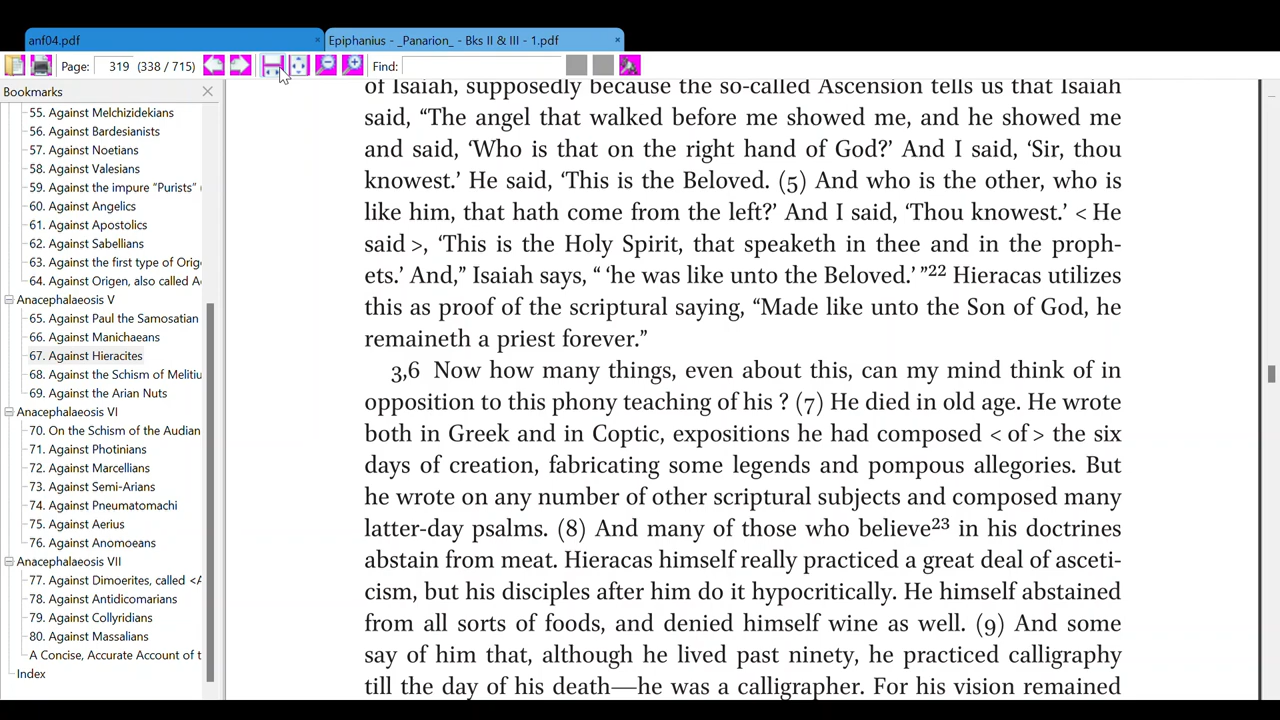 anf04.pdf
Epiphanius - _Panarion_ - Bks II & III - 1.pdf
Page: 319 (338 / 715)
Find:
Bookmarks
55. Against Melchizidekians
56. Against Bardesianists
57. Against Noetians
58. Against Valesians
59. Against the impure “Purists” (
60. Against Angelics
61. Against Apostolics
62. Against Sabellians
63. Against the first type of Orige
64. Against Origen, also called A
Anacephalaeosis V
65. Against Paul the Samosatian
66. Against Manichaeans
67. Against Hieracites
68. Against the Schism of Melitiu
69. Against the Arian Nuts
Anacephalaeosis VI
70. On the Schism of the Audian
71. Against Photinians
72. Against Marcellians
73. Against Semi-Arians
74. Against Pneumatomachi
75. Against Aerius
76. Against Anomoeans
Anacephalaeosis VII
77. Against Dimoerites, called <A
78. Against Antidicomarians
79. Against Collyridians
80. Against Massalians
A Concise, Accurate Account of t
Index
of Isaiah, supposedly because the so-called Ascension tells us that Isaiah
said, “The angel that walked before me showed me, and he showed me
and said, ‘Who is that on the right hand of God?’ And I said, ‘Sir, thou
knowest.’ He said, ‘This is the Beloved. (5) And who is the other, who is
like him, that hath come from the left?’ And I said, ‘Thou knowest.’ < He
said >, ‘This is the Holy Spirit, that speaketh in thee and in the proph-
ets.’ And,” Isaiah says, “ ‘he was like unto the Beloved.’ ”22 Hieracas utilizes
this as proof of the scriptural saying, “Made like unto the Son of God, he
remaineth a priest forever.”
3,6 Now how many things, even about this, can my mind think of in
opposition to this phony teaching of his ? (7) He died in old age. He wrote
both in Greek and in Coptic, expositions he had composed < of > the six
days of creation, fabricating some legends and pompous allegories. But
he wrote on any number of other scriptural subjects and composed many
latter-day psalms. (8) And many of those who believe23 in his doctrines
abstain from meat. Hieracas himself really practiced a great deal of asceti-
cism, but his disciples after him do it hypocritically. He himself abstained
from all sorts of foods, and denied himself wine as well. (9) And some
say of him that, although he lived past ninety, he practiced calligraphy
till the day of his death—he was a calligrapher. For his vision remained